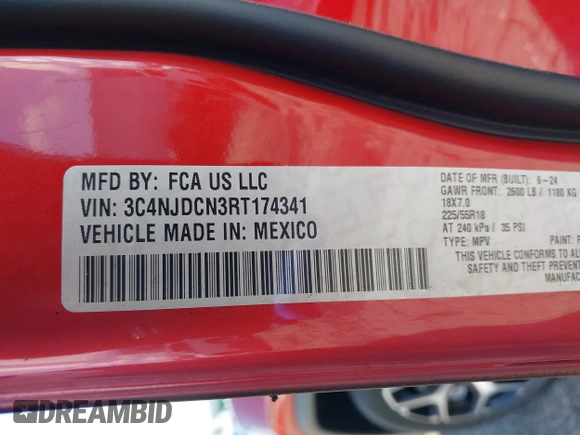 MFD BY: FCA US LLC
VIN: 3C4NJDCN3RT174341
VEHICLE MADE IN: MEXICO
DATE OF MFR (BUILT): 6-24
GAWR FRONT: 2600 LB / 1180 KG
18X7.0
225/55R18
AT 240 kPa / 35 PSI
TYPE: MPV PAINT: P
THIS VEHICLE CONFORMS TO AL
SAFETY AND THEFT PREVEN
MANUFAC
DREAMBID